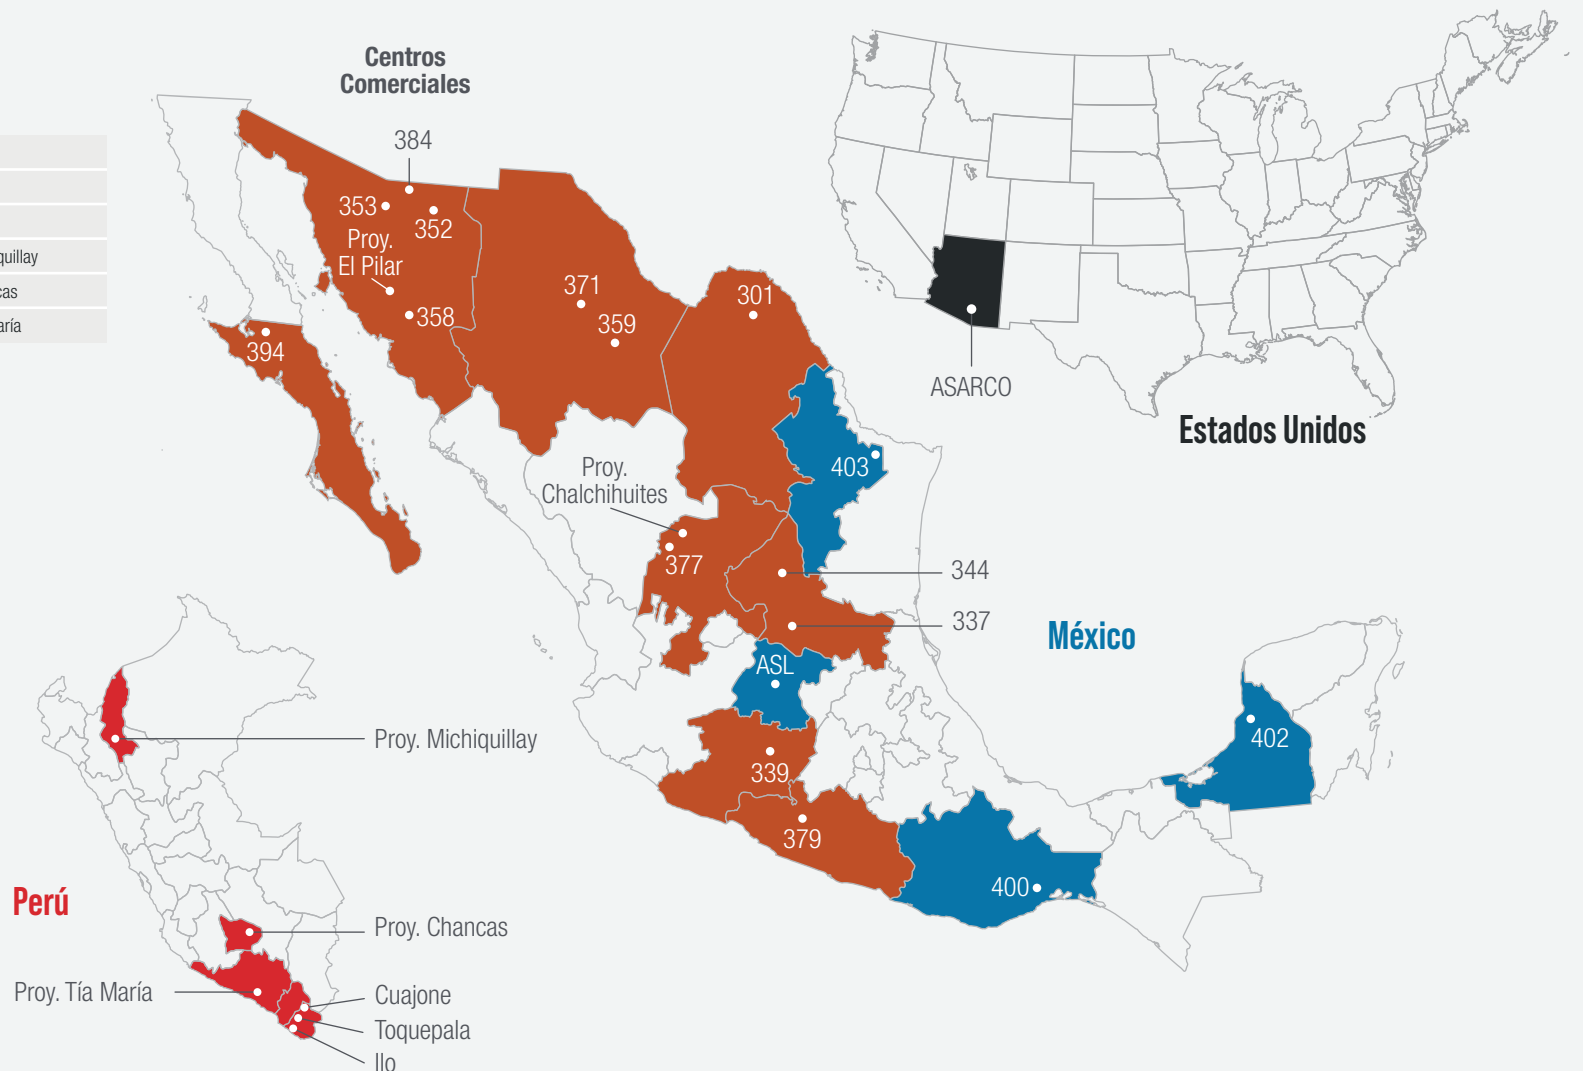 Centros
Comerciales
384
353
352
Proy.
El Pilar
358
394
371
359
301
ASARCO
Estados Unidos
403
Proy.
Chalchihuites
377
344
337
México
ASL
339
379
400
402
Proy. Michiquillay
Perú
Proy. Chancas
Proy. Tía María
Cuajone
Toquepala
Ilo